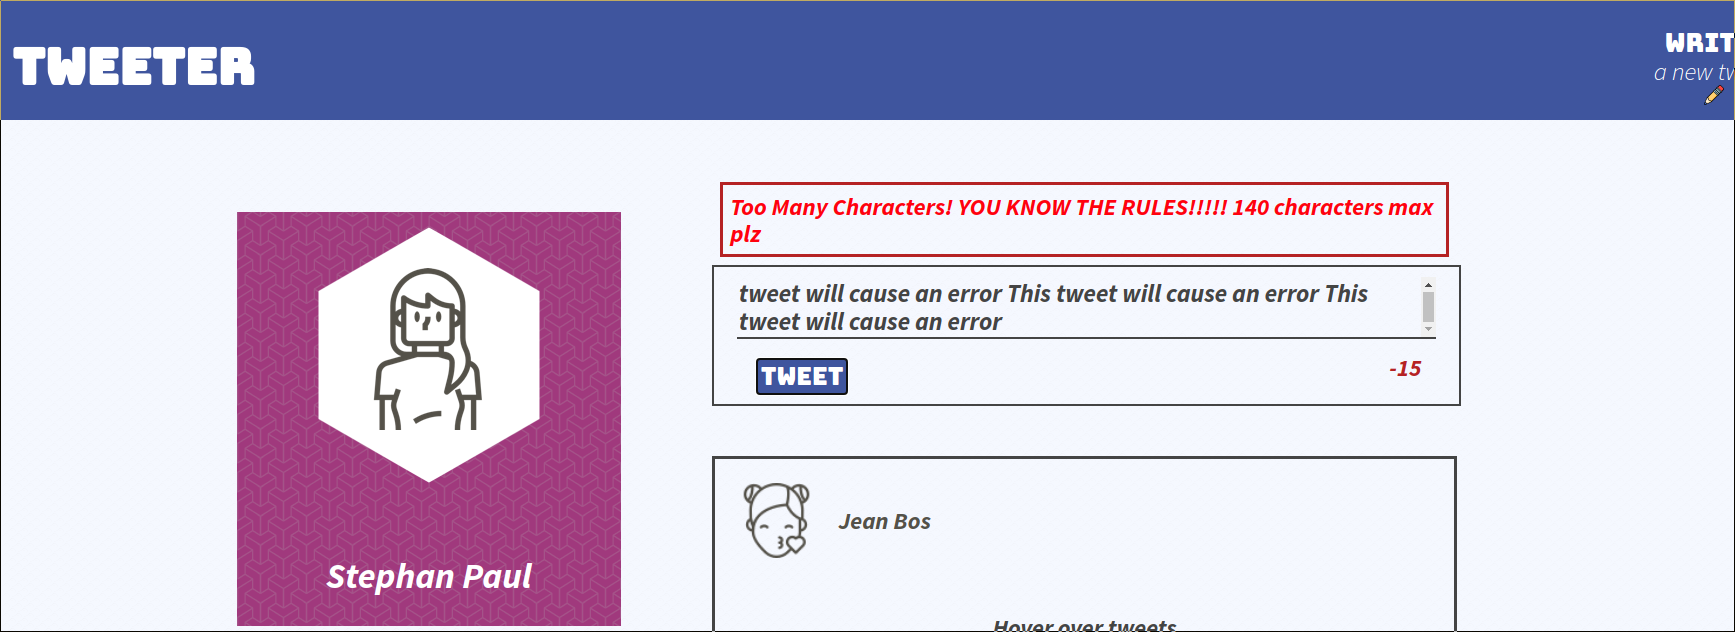 TWEETER
WRIT
a new tw
Too Many Characters! YOU KNOW THE RULES!!!!! 140 characters max
plz
tweet will cause an error This tweet will cause an error This
tweet will cause an error
TWEET
-15
Stephan Paul
Jean Bos
Hover over tweets